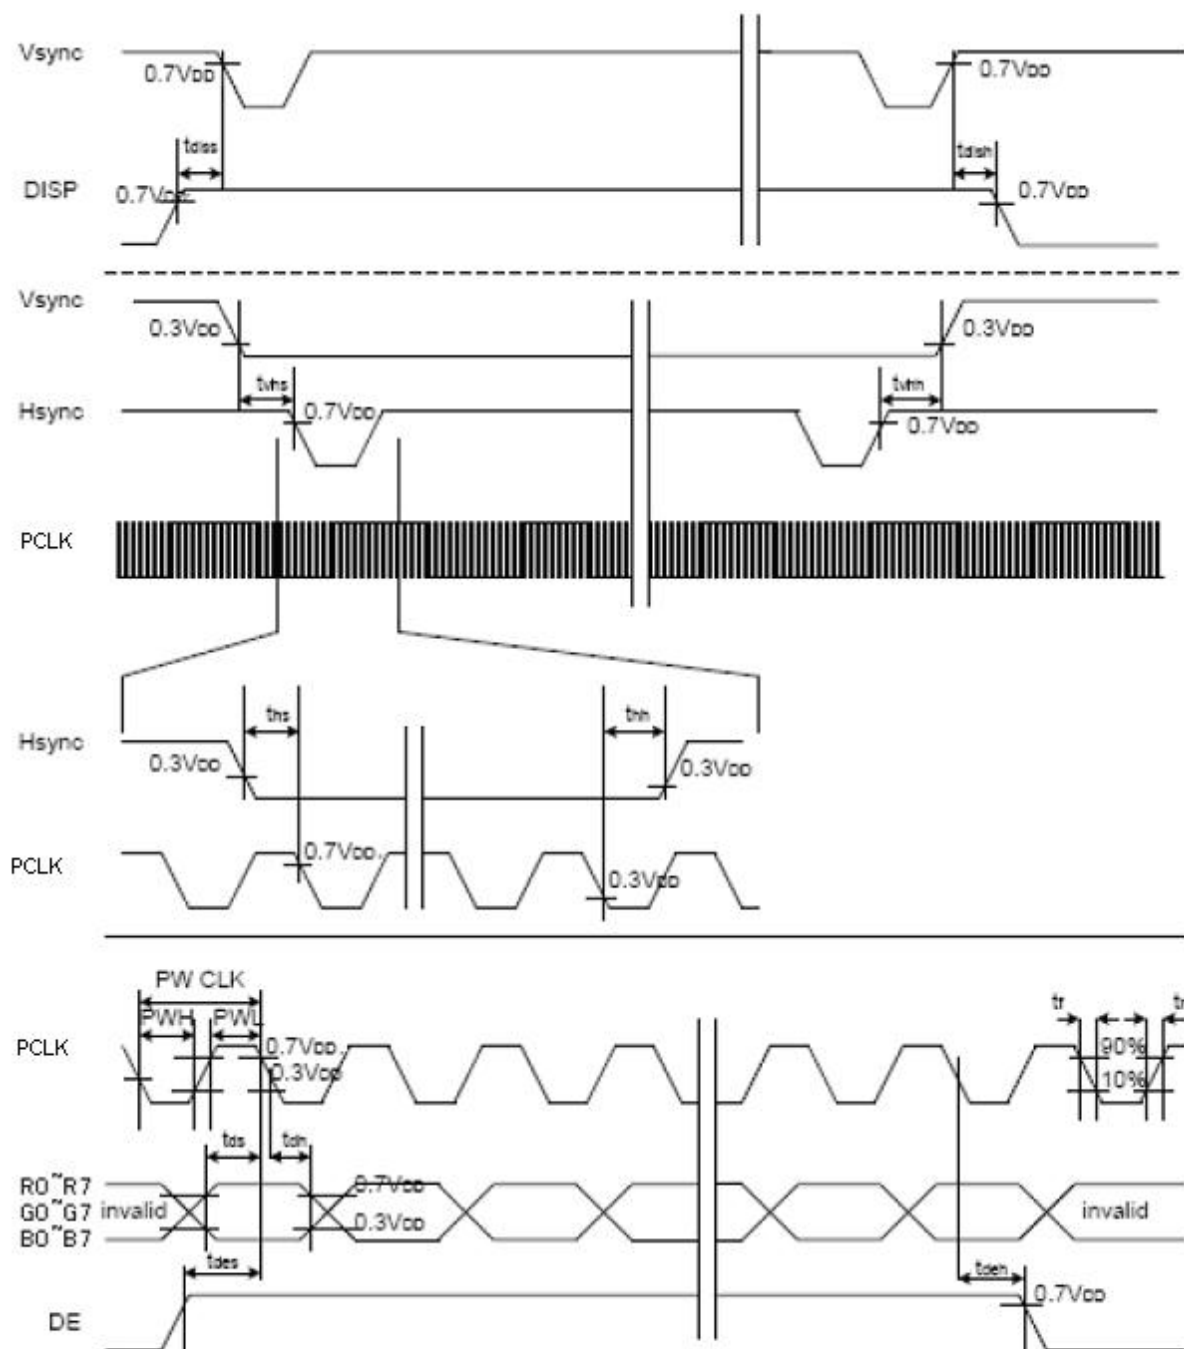 Vsync
0.7VDD
0.7VDD
tdiss
tdish
DISP
0.7VDD
0.7VDD
Vsync
0.3VDD
0.3VDD
tvhs
tvhh
Hsync
0.7VDD
0.7VDD
PCLK
ths
thh
Hsync
0.3VDD
0.3VDD
PCLK
0.7VDD
0.3VDD
PW CLK
PWH
PWL
tf
tr
PCLK
0.7VDD
90%
0.3VDD
10%
tds
tdh
R0~R7
0.7VDD
G0~G7
invalid
invalid
0.3VDD
B0~B7
tdes
tdeh
0.7VDD
DE